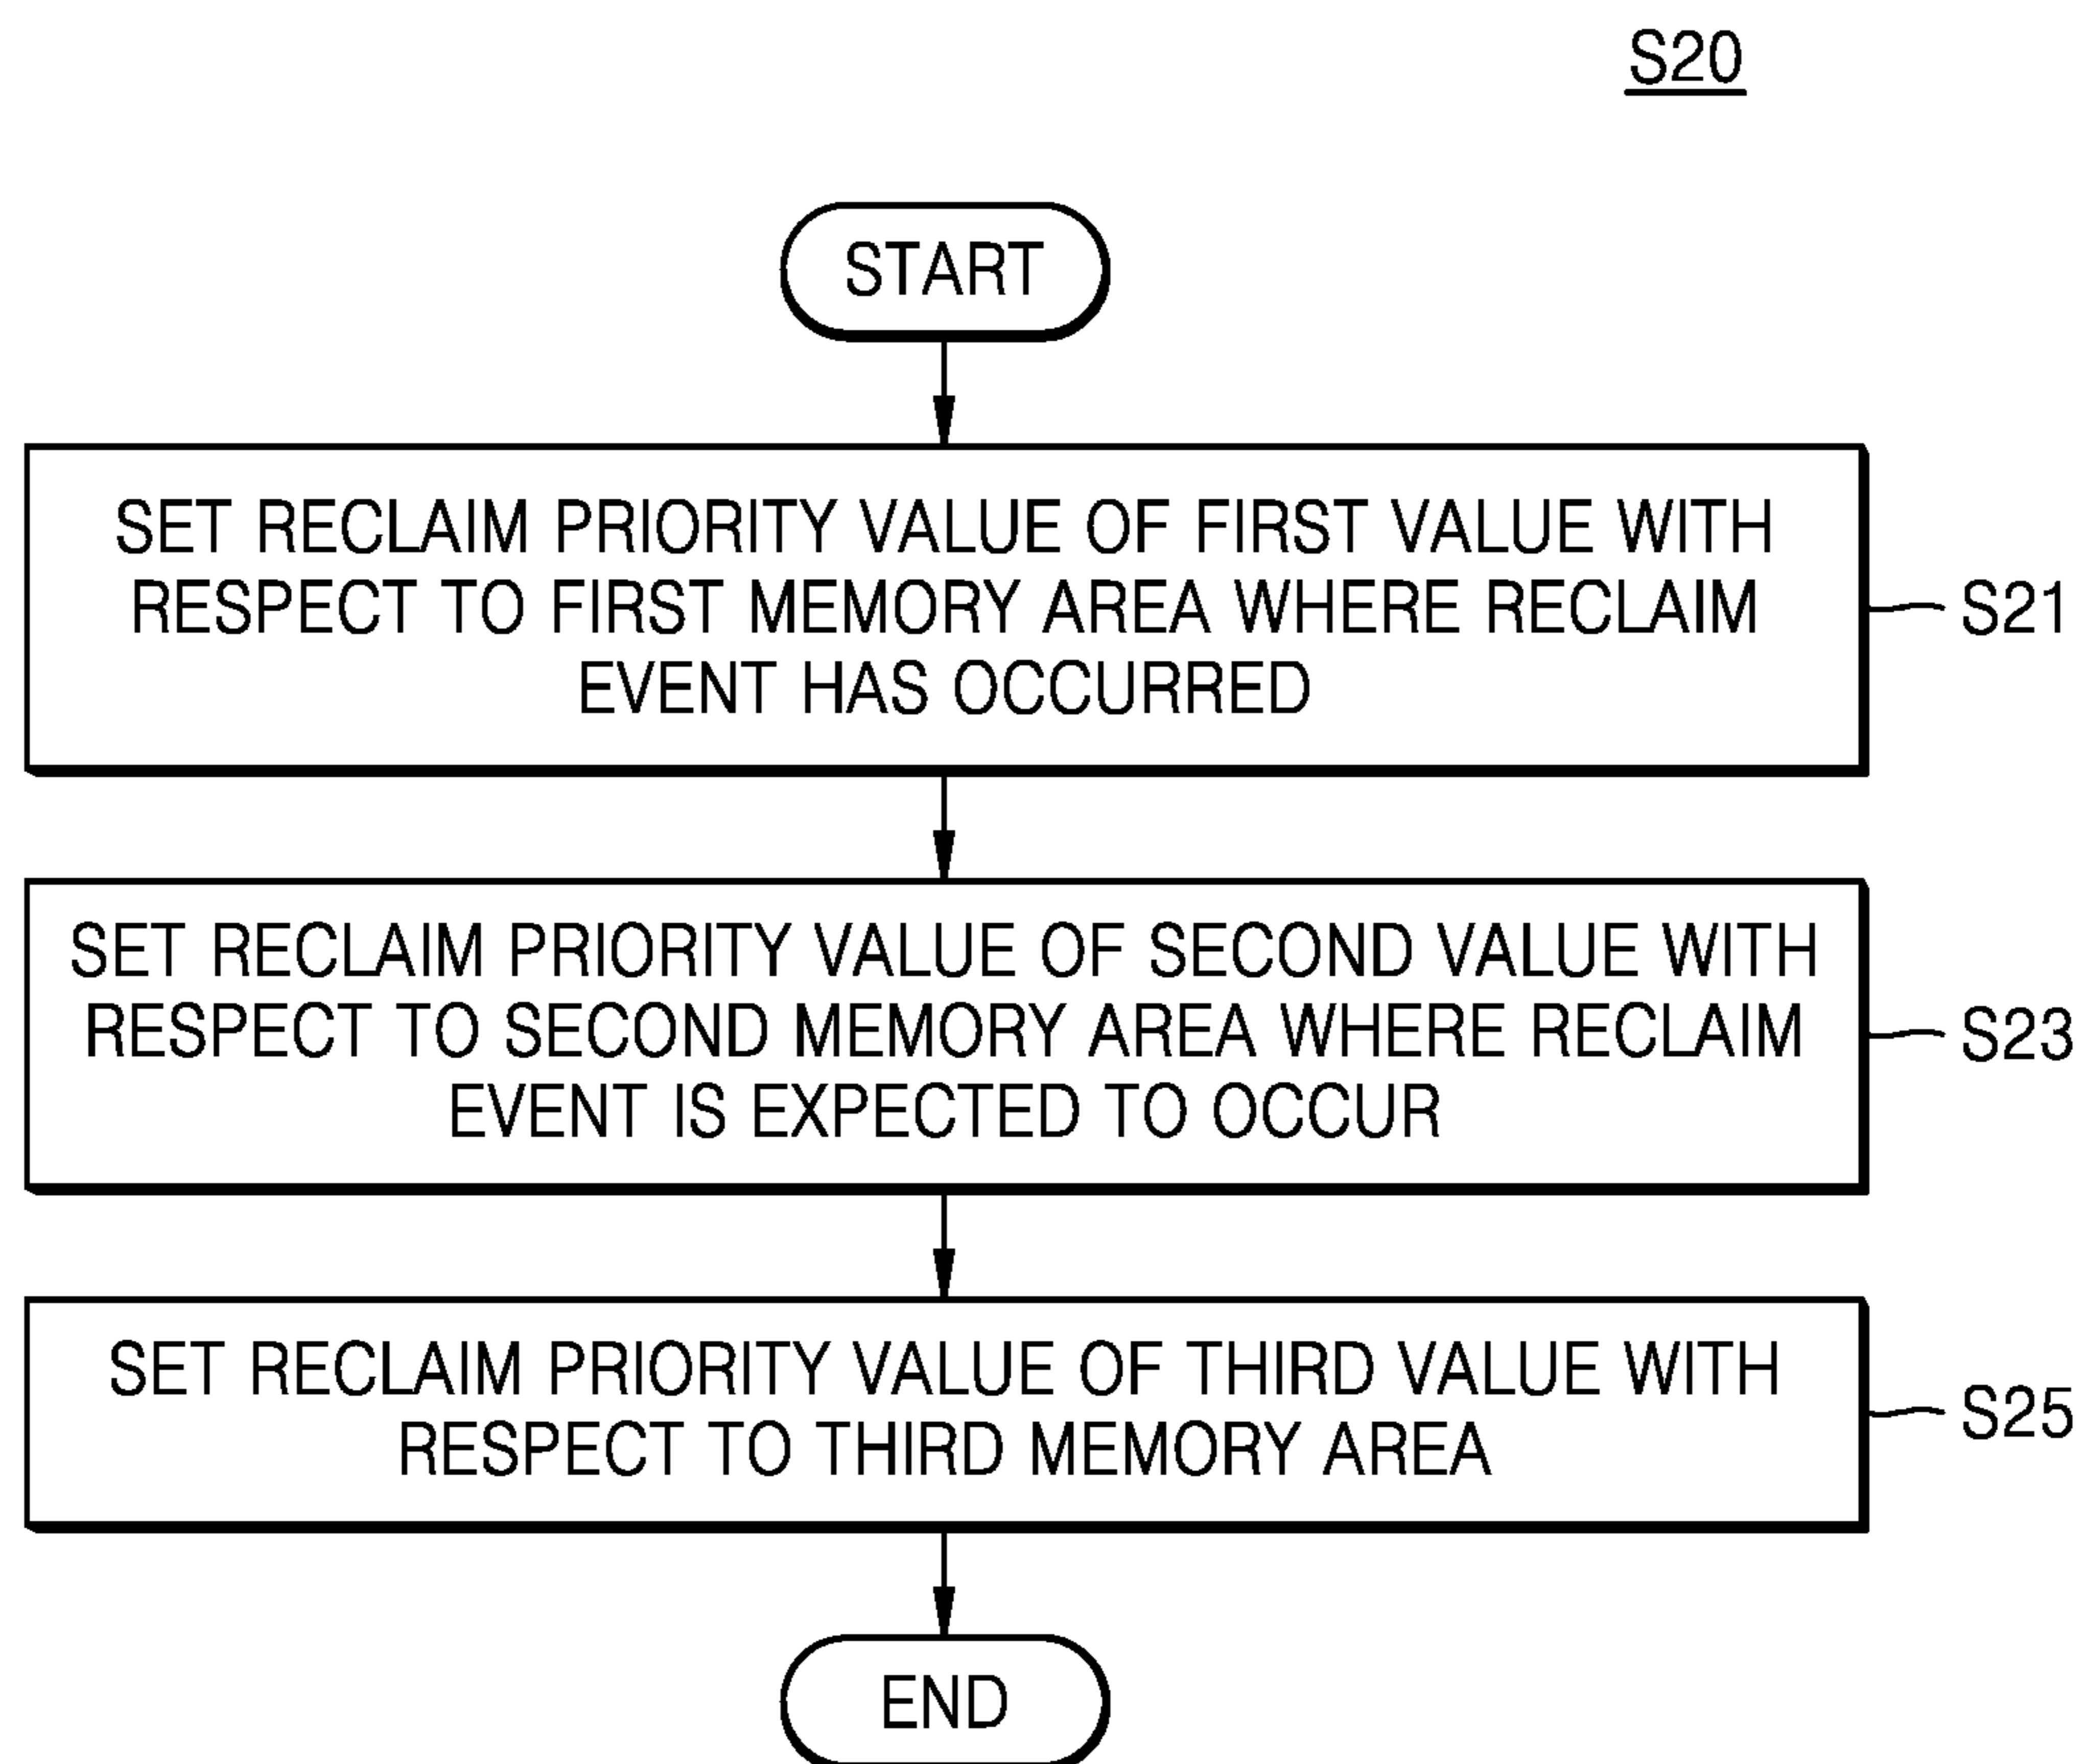 S20
START
SET RECLAIM PRIORITY VALUE OF FIRST VALUE WITH
RESPECT TO FIRST MEMORY AREA WHERE RECLAIM
EVENT HAS OCCURRED
S21
SET RECLAIM PRIORITY VALUE OF SECOND VALUE WITH
RESPECT TO SECOND MEMORY AREA WHERE RECLAIM
EVENT IS EXPECTED TO OCCUR
S23
SET RECLAIM PRIORITY VALUE OF THIRD VALUE WITH
RESPECT TO THIRD MEMORY AREA
S25
END